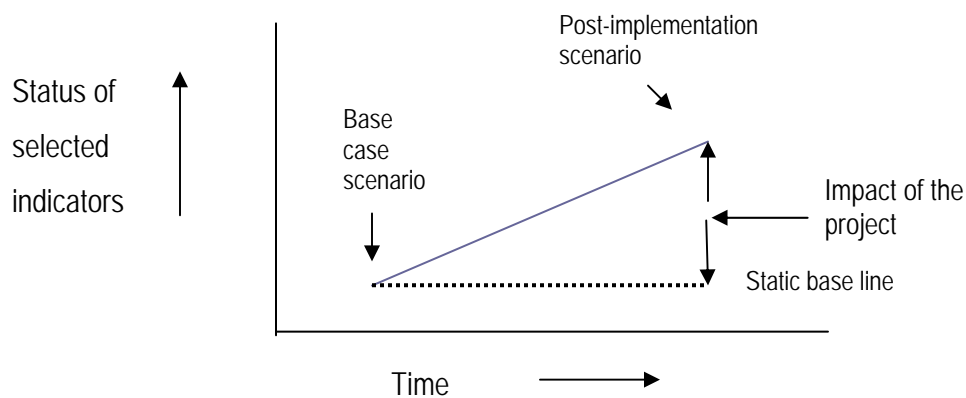 Post-implementation
scenario
Status of
selected
indicators
Base
case
scenario
Impact of the
project
Static base line
Time